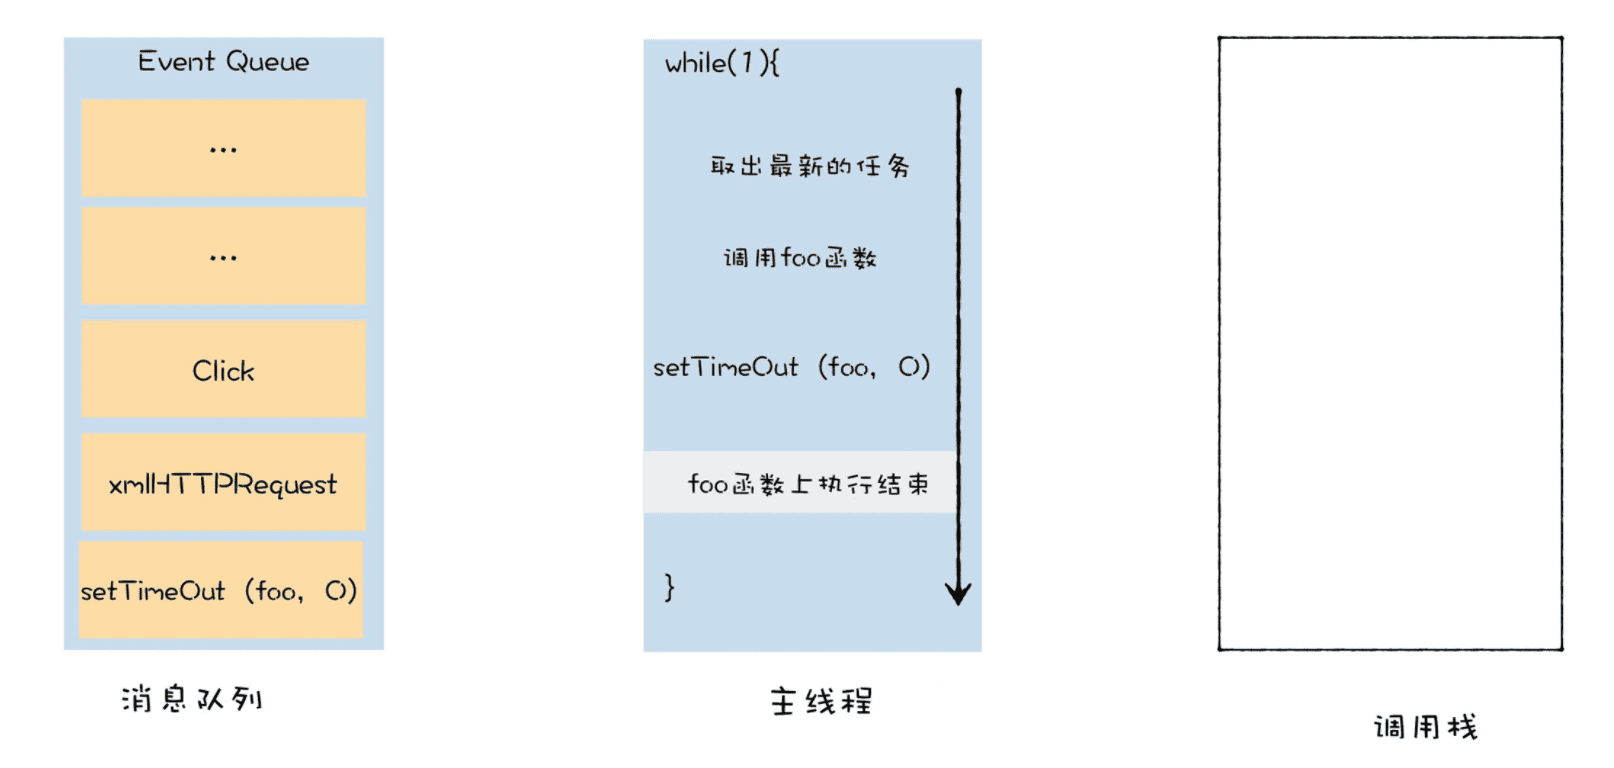 Event Queue
...
...
Click
xmlHTTPRequest
setTimeOut (foo, 0)
消息队列
while(1){
取出最新的任务
调用foo函数
setTimeOut (foo, 0)
foo函数上执行结束
}
主线程
调用栈